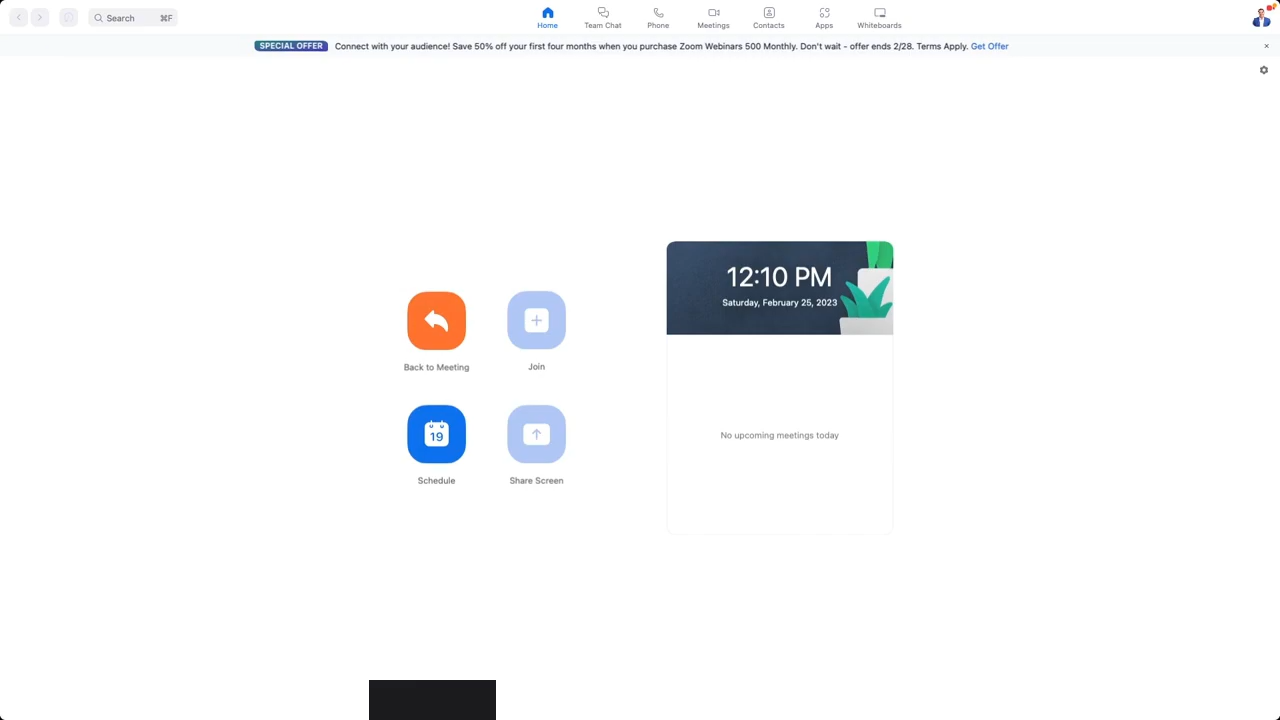 Search ⌘F
Home
Team Chat
Phone
Meetings
Contacts
Apps
Whiteboards
SPECIAL OFFER Connect with your audience! Save 50% off your first four months when you purchase Zoom Webinars 500 Monthly. Don't wait - offer ends 2/28. Terms Apply. Get Offer
12:10 PM
Saturday, February 25, 2023
Back to Meeting
Join
19
Schedule
Share Screen
No upcoming meetings today